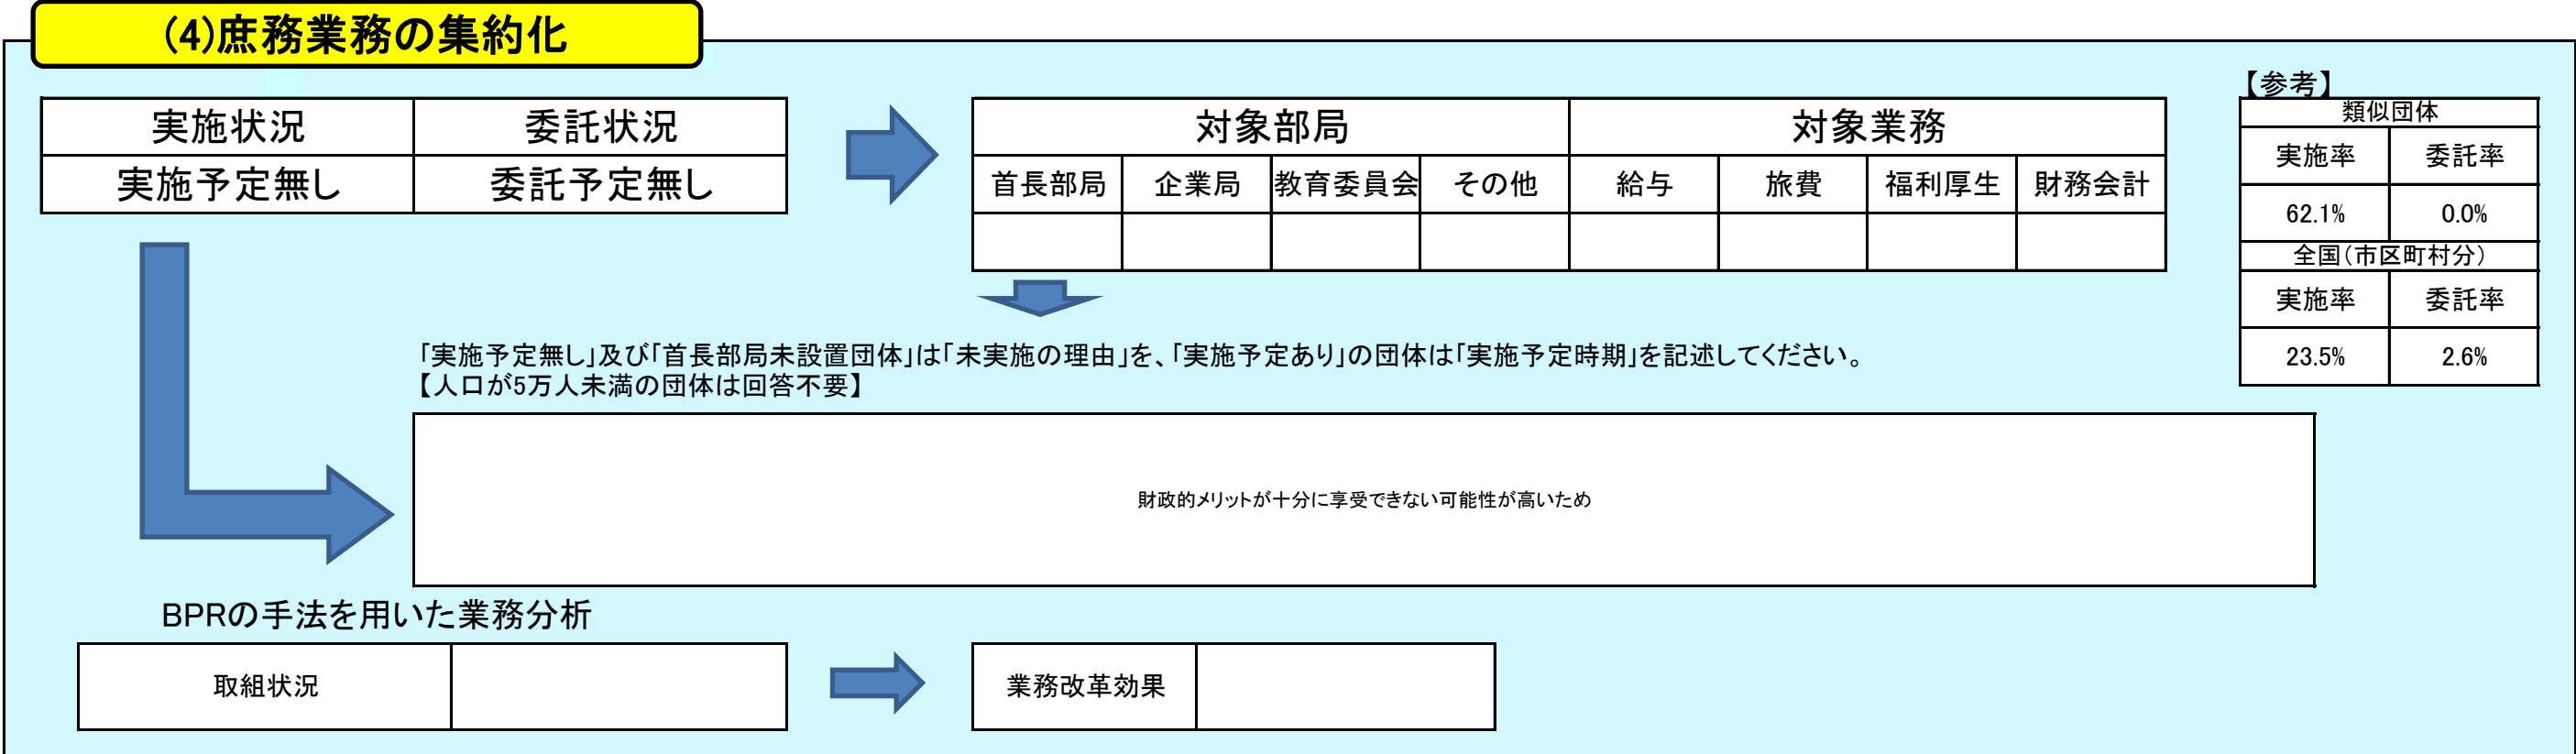 (4)庶務業務の集約化
実施状況 委託状況
実施予定無し 委託予定無し
対象部局 対象業務
首長部局 企業局 教育委員会 その他 給与 旅費 福利厚生 財務会計
【参考】
類似団体
実施率 委託率
62.1% 0.0%
全国(市区町村分)
実施率 委託率
23.5% 2.6%
「実施予定無し」及び「首長部局未設置団体」は「未実施の理由」を、「実施予定あり」の団体は「実施予定時期」を記述してください。
【人口が5万人未満の団体は回答不要】
財政的メリットが十分に享受できない可能性が高いため
BPRの手法を用いた業務分析
取組状況
業務改革効果